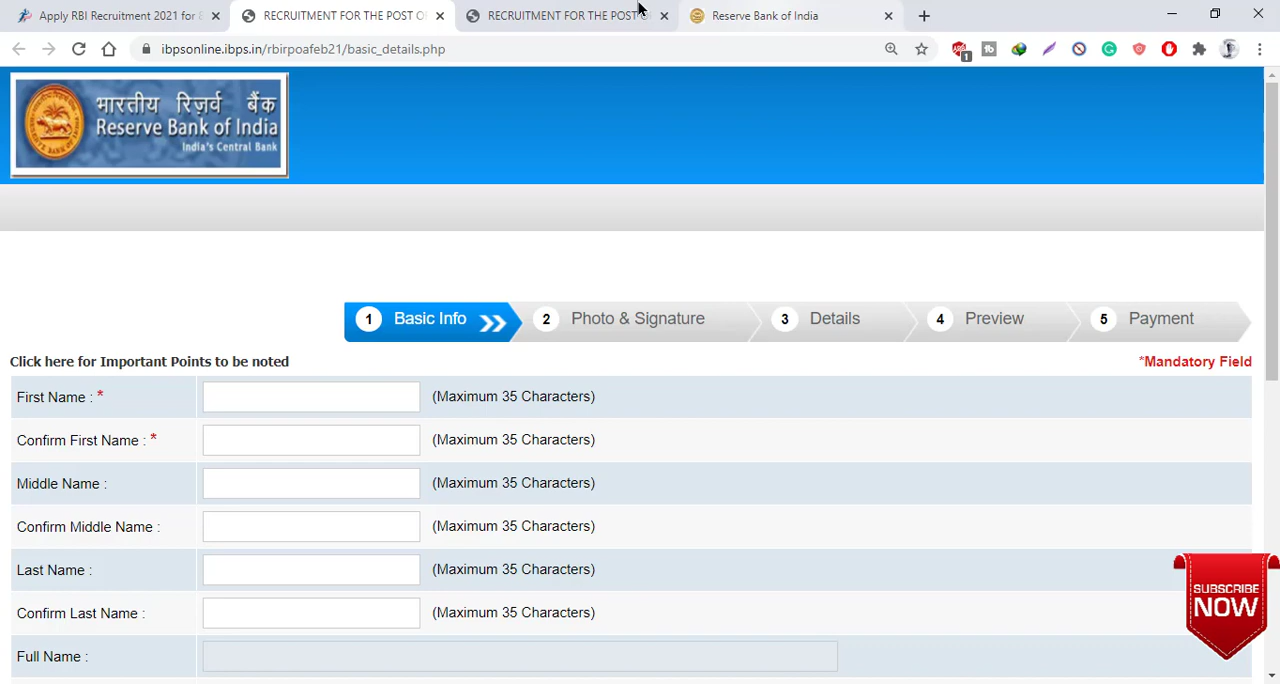 Apply RBI Recruitment 2021 for
RECRUITMENT FOR THE POST O
RECRUITMENT FOR THE POST
Reserve Bank of India
ibpsonline.ibps.in/rbirpoafeb21/basic_details.php
1
भारतीय रिज़र्व बैंक
Reserve Bank of India
India's Central Bank
1 Basic Info
2 Photo & Signature
3 Details
4 Preview
5 Payment
Click here for Important Points to be noted
*Mandatory Field
First Name : *
(Maximum 35 Characters)
Confirm First Name : *
(Maximum 35 Characters)
Middle Name :
(Maximum 35 Characters)
Confirm Middle Name :
(Maximum 35 Characters)
Last Name :
(Maximum 35 Characters)
Confirm Last Name :
(Maximum 35 Characters)
Full Name :
SUBSCRIBE
NOW